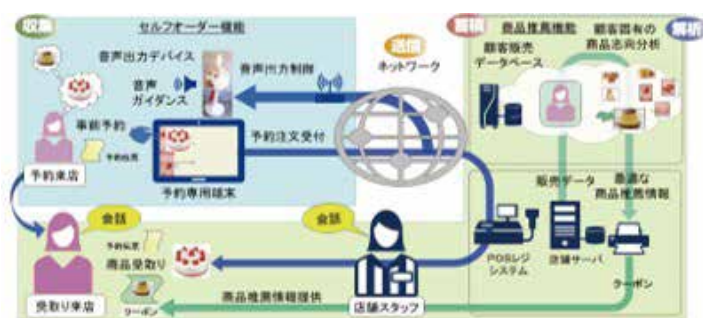 収集
セルフオーダー機能
音声出力デバイス
音声
ガイダンス
音声出力制御
事前予約
予約伝票
予約来店
予約専用端末
予約注文受付
送信
ネットワーク
蓄積
商品推薦機能
顧客販売
データベース
顧客固有の
商品志向分析
解析
販売データ
最適な
商品推薦情報
会話
予約伝票
商品受取り
受取り来店
クーポン
会話
店舗スタッフ
商品推薦情報提供
POSレジ
システム
店舗サーバ
クーポン